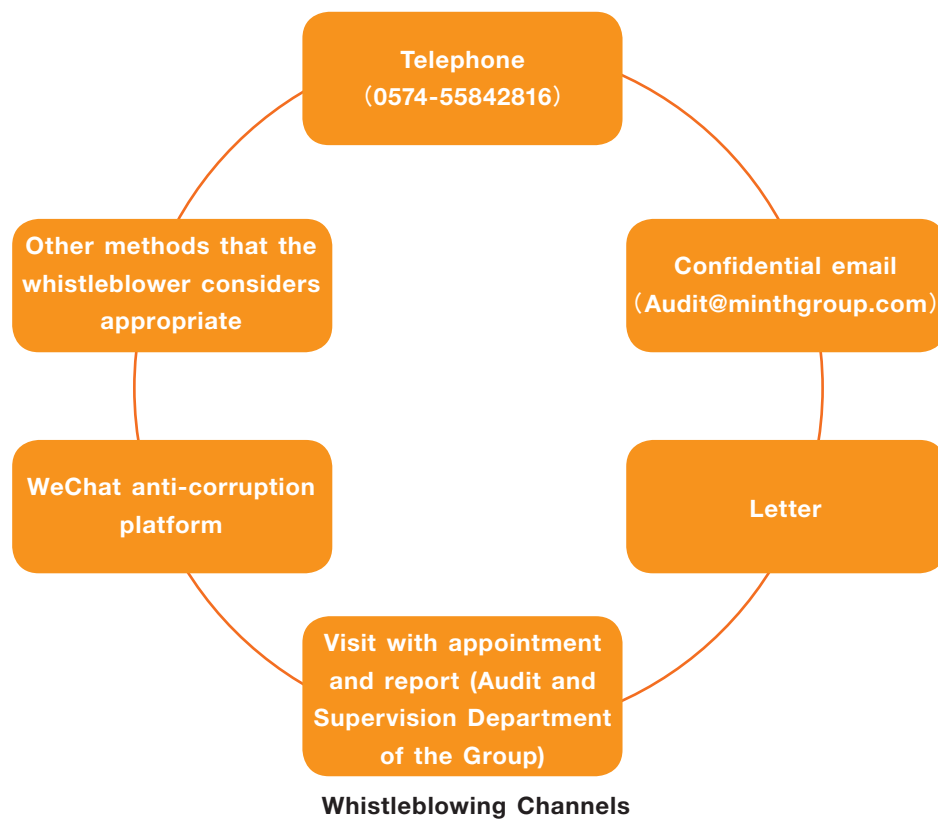 Telephone
（0574-55842816）
Confidential email
（Audit@minthgroup.com）
Letter
Visit with appointment
and report (Audit and
Supervision Department
of the Group)
WeChat anti-corruption
platform
Other methods that the
whistleblower considers
appropriate
Whistleblowing Channels